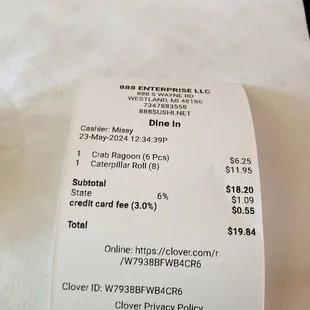 888 ENTERPRISE LLC
888 S WAYNE RD
WESTLAND, MI 48186
7347883558
888SUSHI.NET
Dine In
Cashier: Missy
23-May-2024 12:34:39P
1 Crab Ragoon (6 Pcs) $6.25
1 Caterpillar Roll (8) $11.95
Subtotal $18.20
State 6% $1.09
credit card fee (3.0%) $0.55
Total $19.84
Online: https://clover.com/r
/W7938BFWB4CR6
Clover ID: W7938BFWB4CR6
Clover Privacy Policy